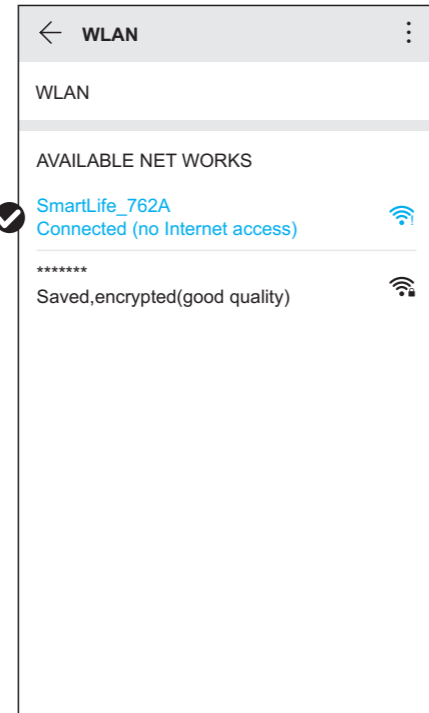 WLAN
WLAN
AVAILABLE NET WORKS
SmartLife_762A
Connected (no Internet access)
*******
Saved,encrypted(good quality)